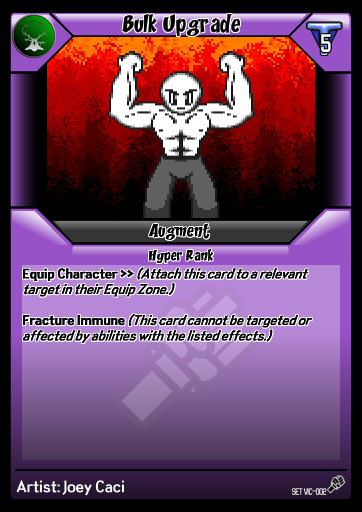 Bulk Upgrade
5
Augment
Hyper Rank
Equip Character >> (Attach this card to a relevant
target in their Equip Zone.)
Fracture Immune (This card cannot be targeted or
affected by abilities with the listed effects.)
Artist: Joey Caci
SET VIC-002